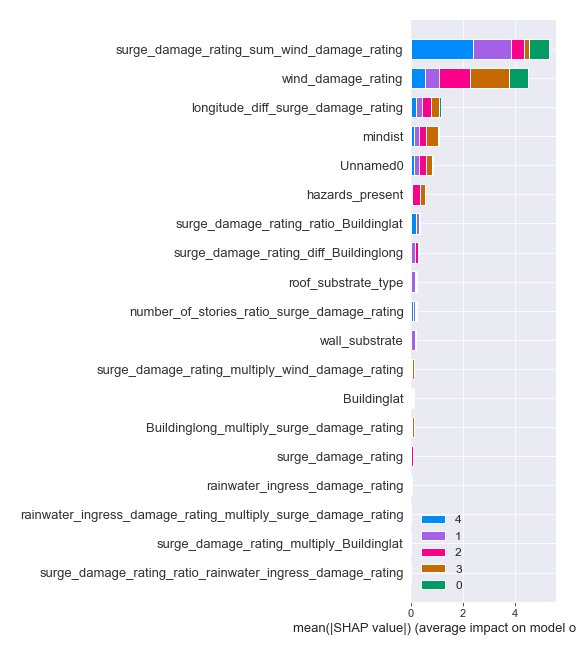 surge_damage_rating_sum_wind_damage_rating
wind_damage_rating
longitude_diff_surge_damage_rating
mindist
Unnamed0
hazards_present
surge_damage_rating_ratio_Buildinglat
surge_damage_rating_diff_Buildinglong
roof_substrate_type
number_of_stories_ratio_surge_damage_rating
wall_substrate
surge_damage_rating_multiply_wind_damage_rating
Buildinglat
Buildinglong_multiply_surge_damage_rating
surge_damage_rating
rainwater_ingress_damage_rating
rainwater_ingress_damage_rating_multiply_surge_damage_rating
surge_damage_rating_multiply_Buildinglat
surge_damage_rating_ratio_rainwater_ingress_damage_rating
4
1
2
3
0
0 2 4
mean(|SHAP value|) (average impact on model o